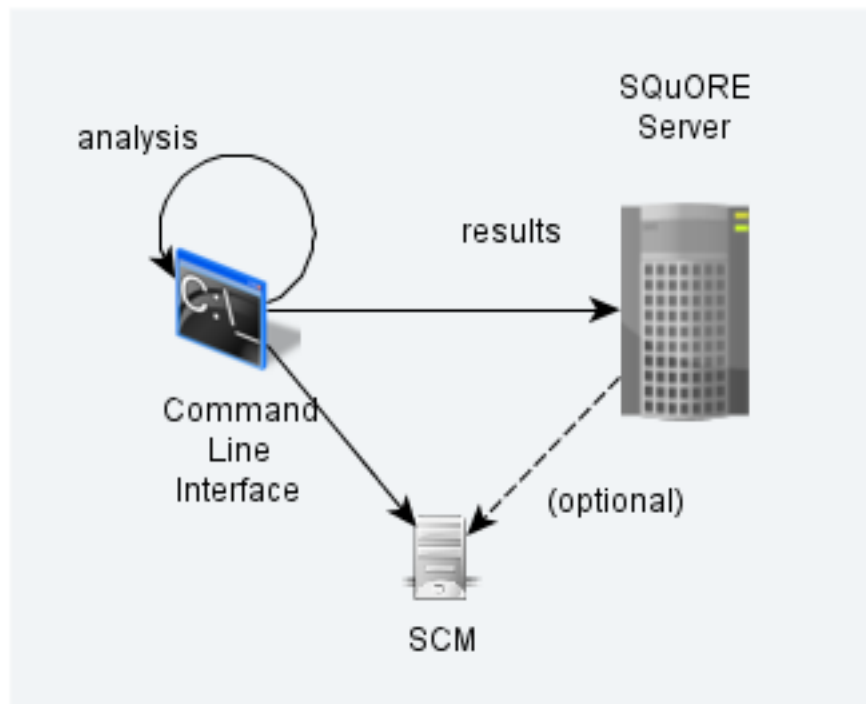 SQuORE
Server
analysis
results
C:\_
Command
Line
Interface
(optional)
SCM